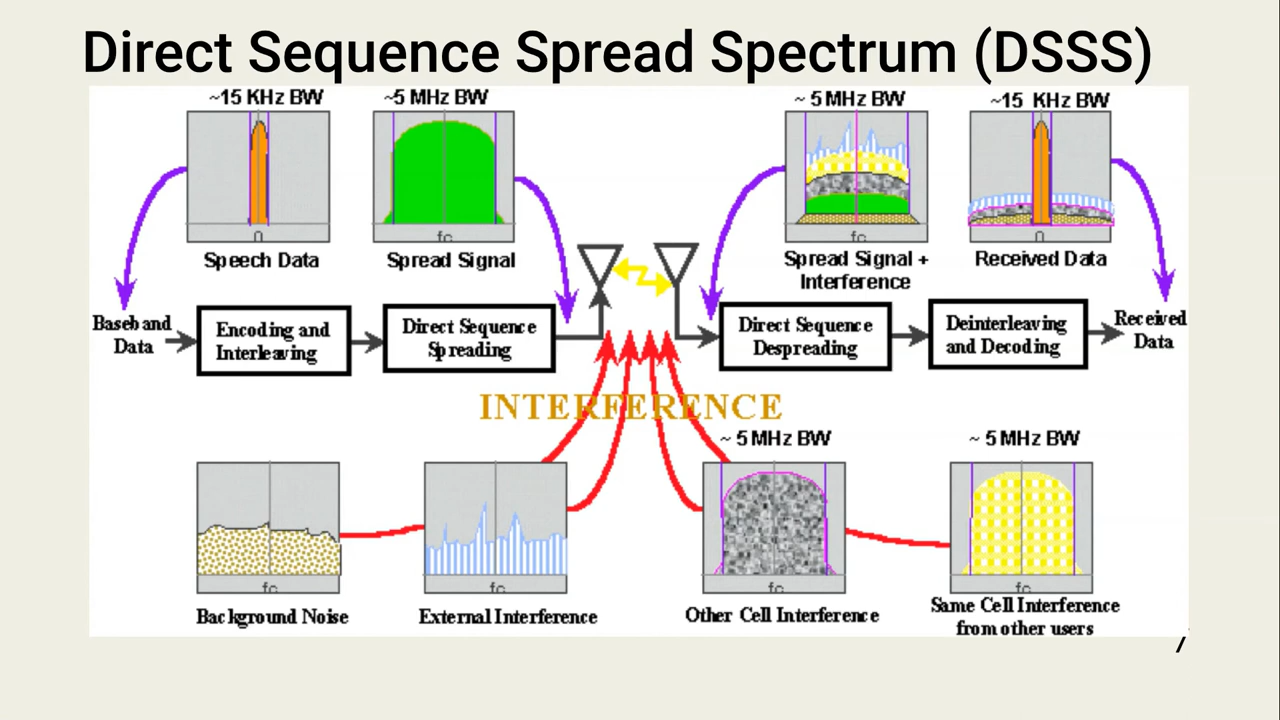 Direct Sequence Spread Spectrum (DSSS)
~15 KHz BW
~5 MHz BW
~ 5 MHz BW
~15 KHz BW
0
fc
fc
0
Speech Data
Spread Signal
Spread Signal +
Interference
Received Data
Baseband
Data
Encoding and
Interleaving
Direct Sequence
Spreading
Direct Sequence
Despreading
Deinterleaving
and Decoding
Received
Data
INTERFERENCE
~ 5 MHz BW
~ 5 MHz BW
fc
fc
fc
fc
Background Noise
External Interference
Other Cell Interference
Same Cell Interference
from other users
7